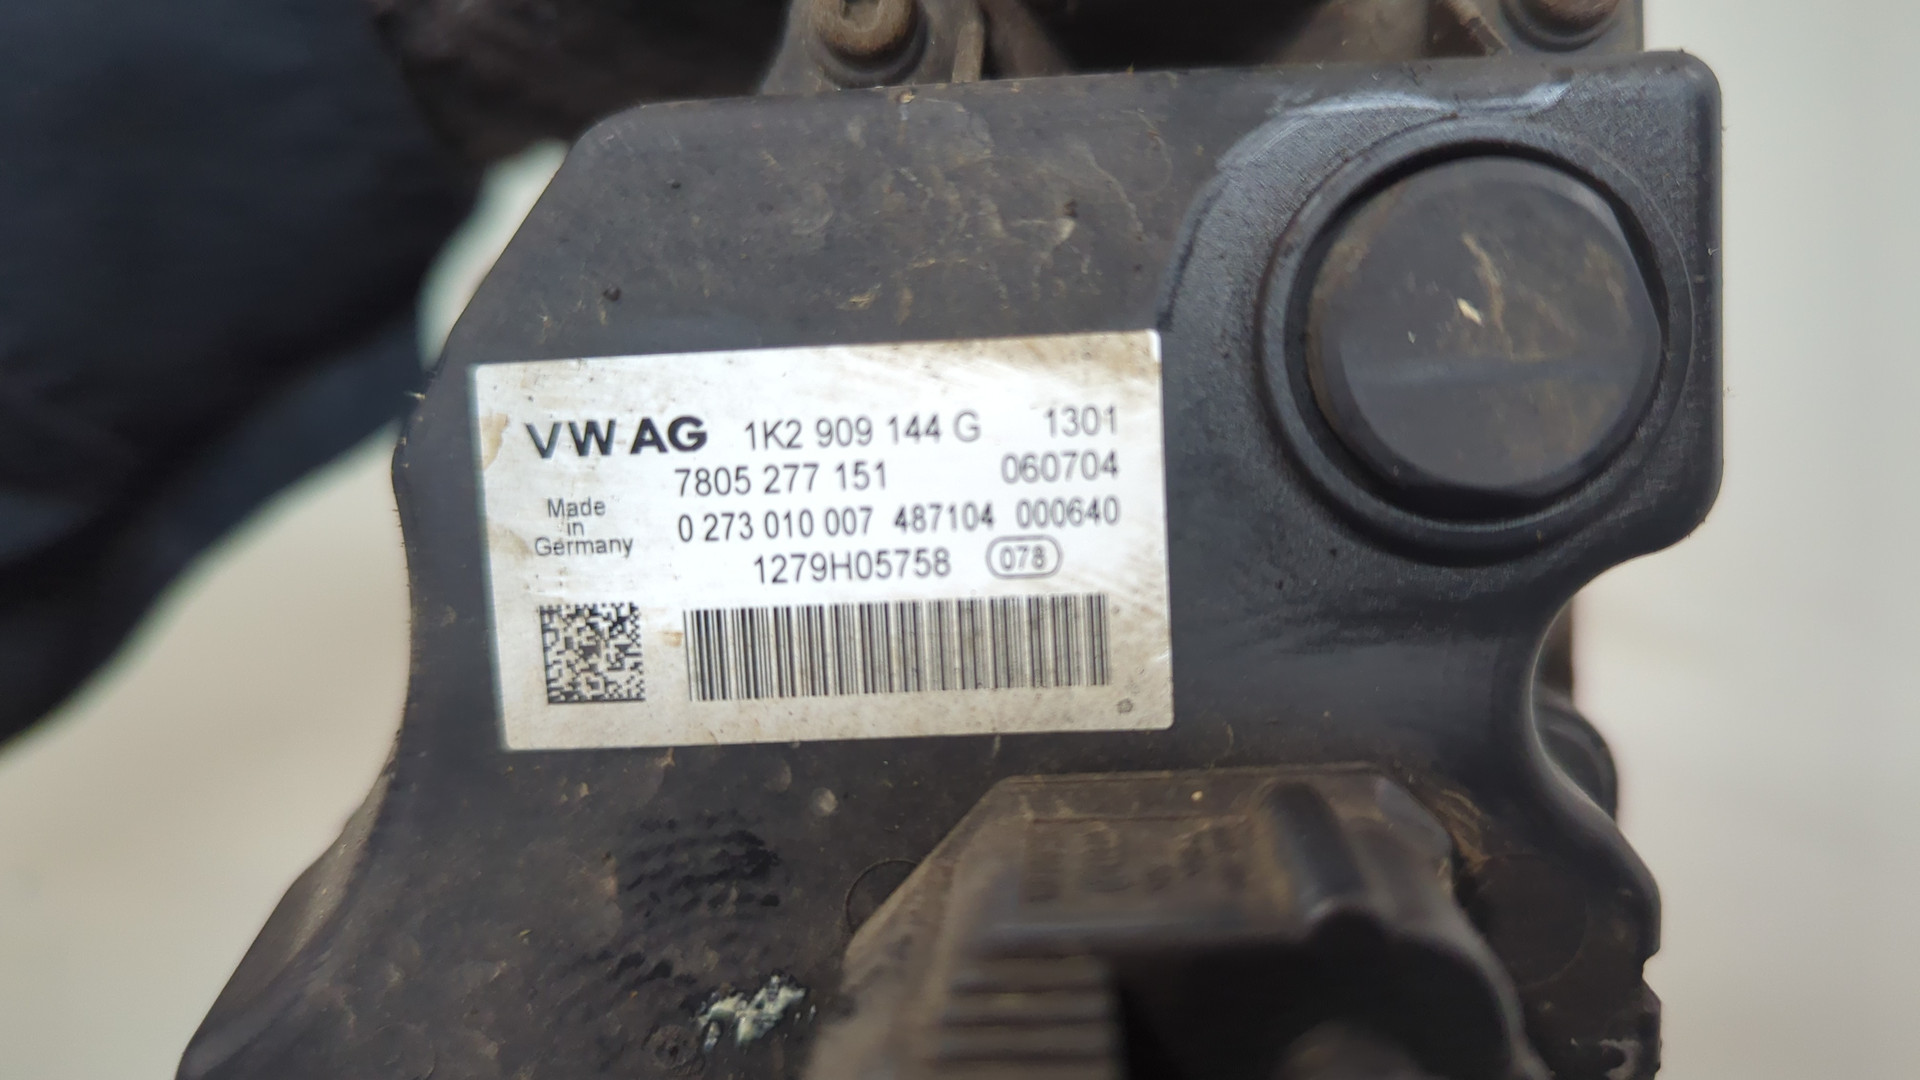 VW AG 1K2 909 144 G 1301
7805 277 151 060704
Made in Germany
0 273 010 007 487104 000640
1279H05758 078